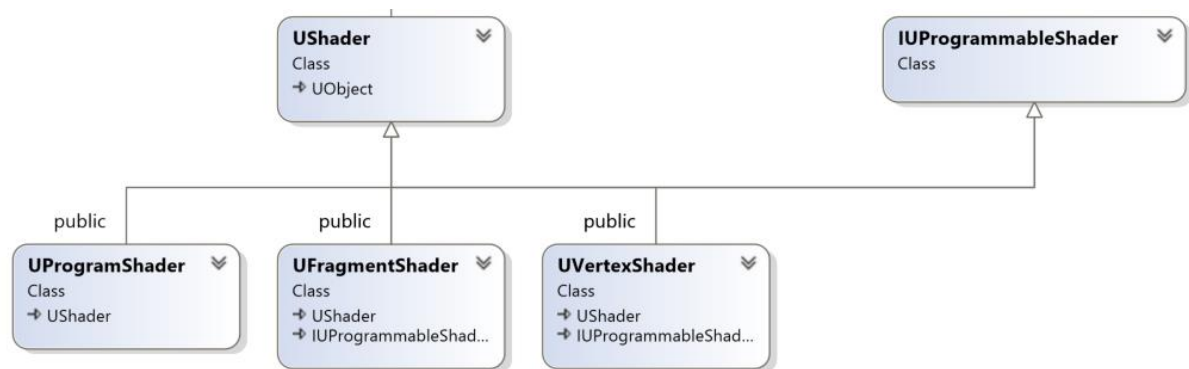 UShader
Class
UObject
IUProgrammableShader
Class
public
public
public
UProgramShader
Class
UShader
UFragmentShader
Class
UShader
IUProgrammableShad...
UVertexShader
Class
UShader
IUProgrammableShad...